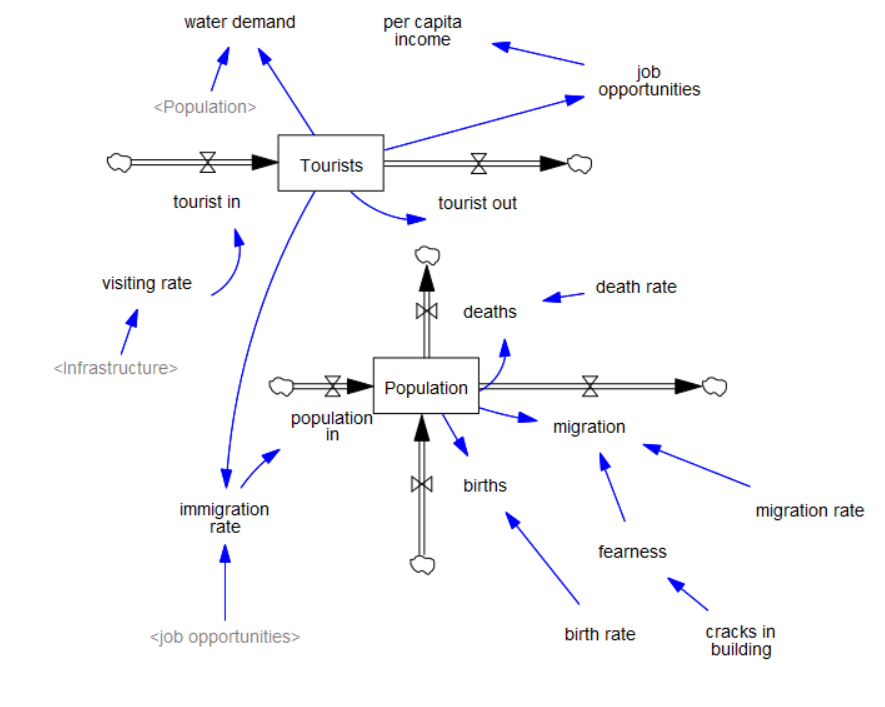 water demand
per capita
income
job
opportunities
<Population>
Tourists
tourist in
tourist out
visiting rate
death rate
deaths
<Infrastructure>
Population
population
in
migration
births
immigration
rate
migration rate
fearness
<job opportunities>
birth rate
cracks in
building